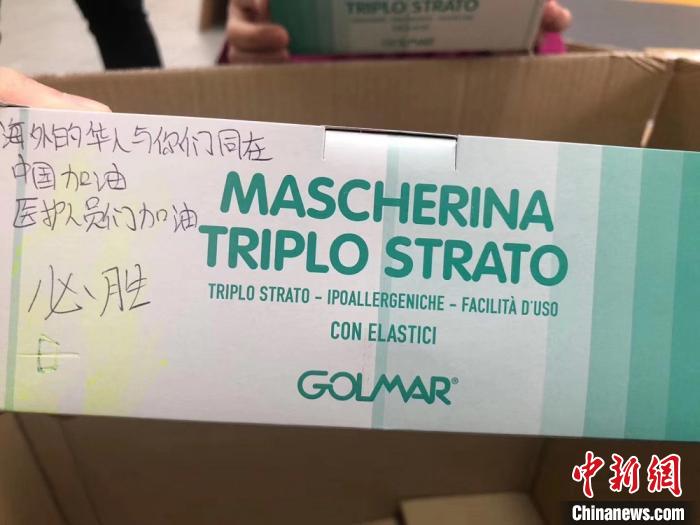 TRIPLO STRATO
海外的华人与你们同在
中国加油
医护人员们加油
必胜
MASCHERINA
TRIPLO STRATO
TRIPLO STRATO - IPOALLERGENICHE - FACILITÀ D'USO
CON ELASTICI
GOLMAR®
中新网
Chinanews.com